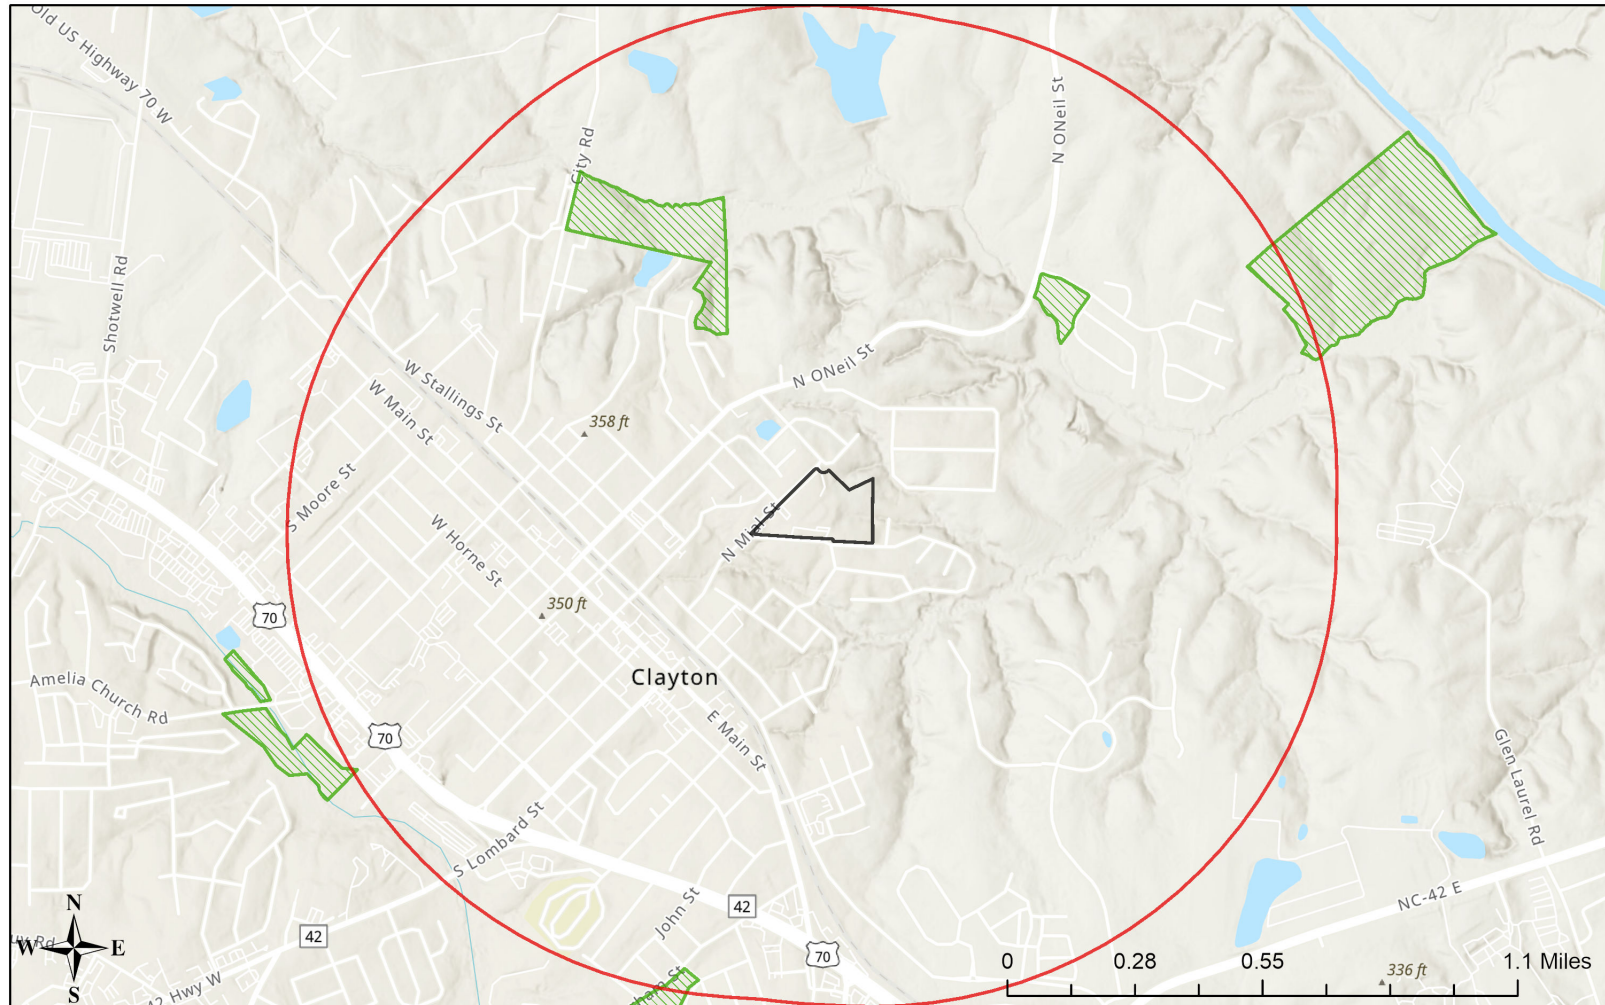 Old US Highway 70 W
City Rd
N ONeil St
Shotwell Rd
W Stallings St
W Main St
N ONeil St
358 ft
S Moore St
N Mial St
W Horne St
70
350 ft
Clayton
Amelia Church Rd
70
E Main St
Glen Laurel Rd
S Lombard St
John St
42
NC-42 E
42
70
N
W
E
S
Rd
42 Hwy W
St
0
0.28
0.55
1.1 Miles
336 ft